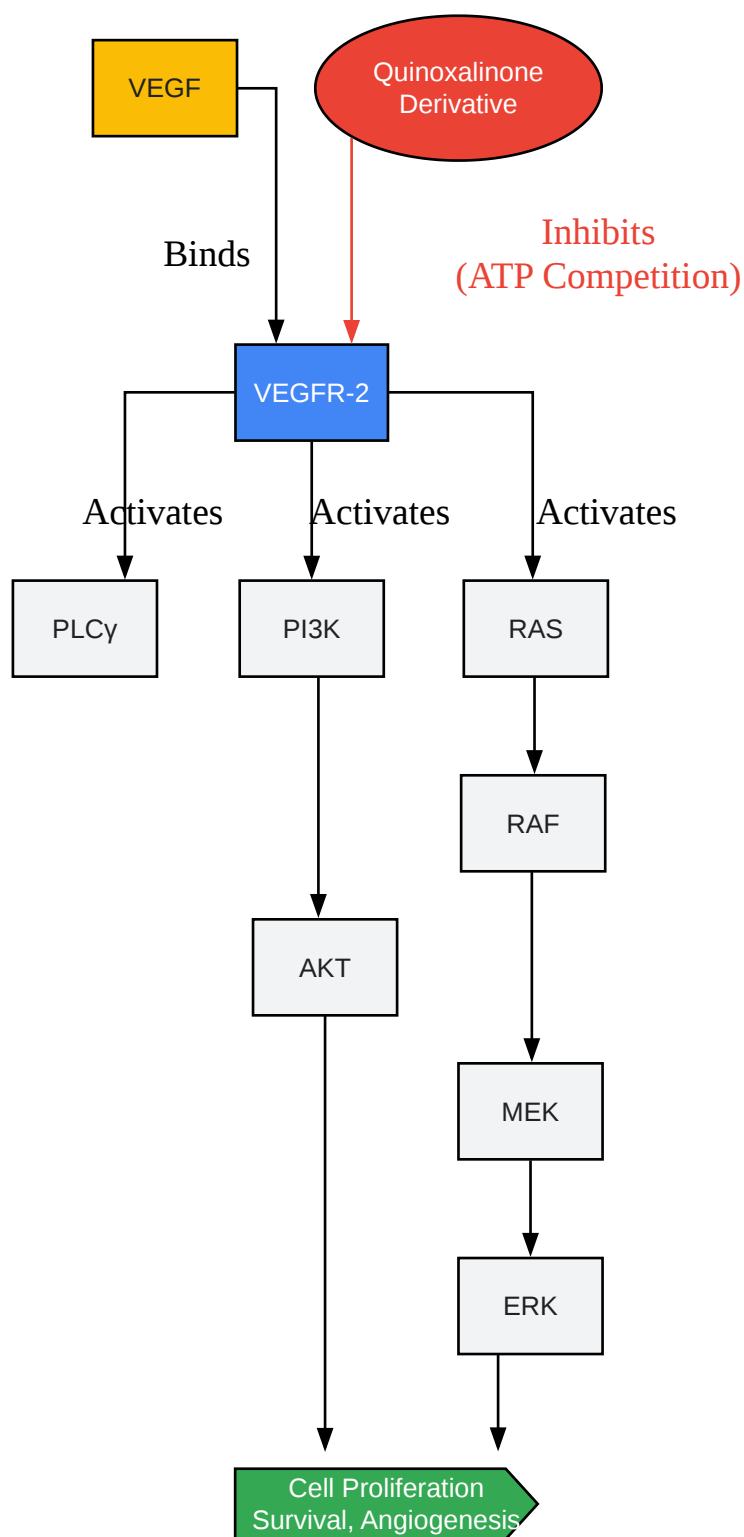 VEGF
Quinoxalinone
Derivative
Binds
Inhibits
(ATP Competition)
VEGFR-2
Activates
Activates
Activates
PLCγ
PI3K
RAS
RAF
AKT
MEK
ERK
Cell Proliferation
Survival, Angiogenesis